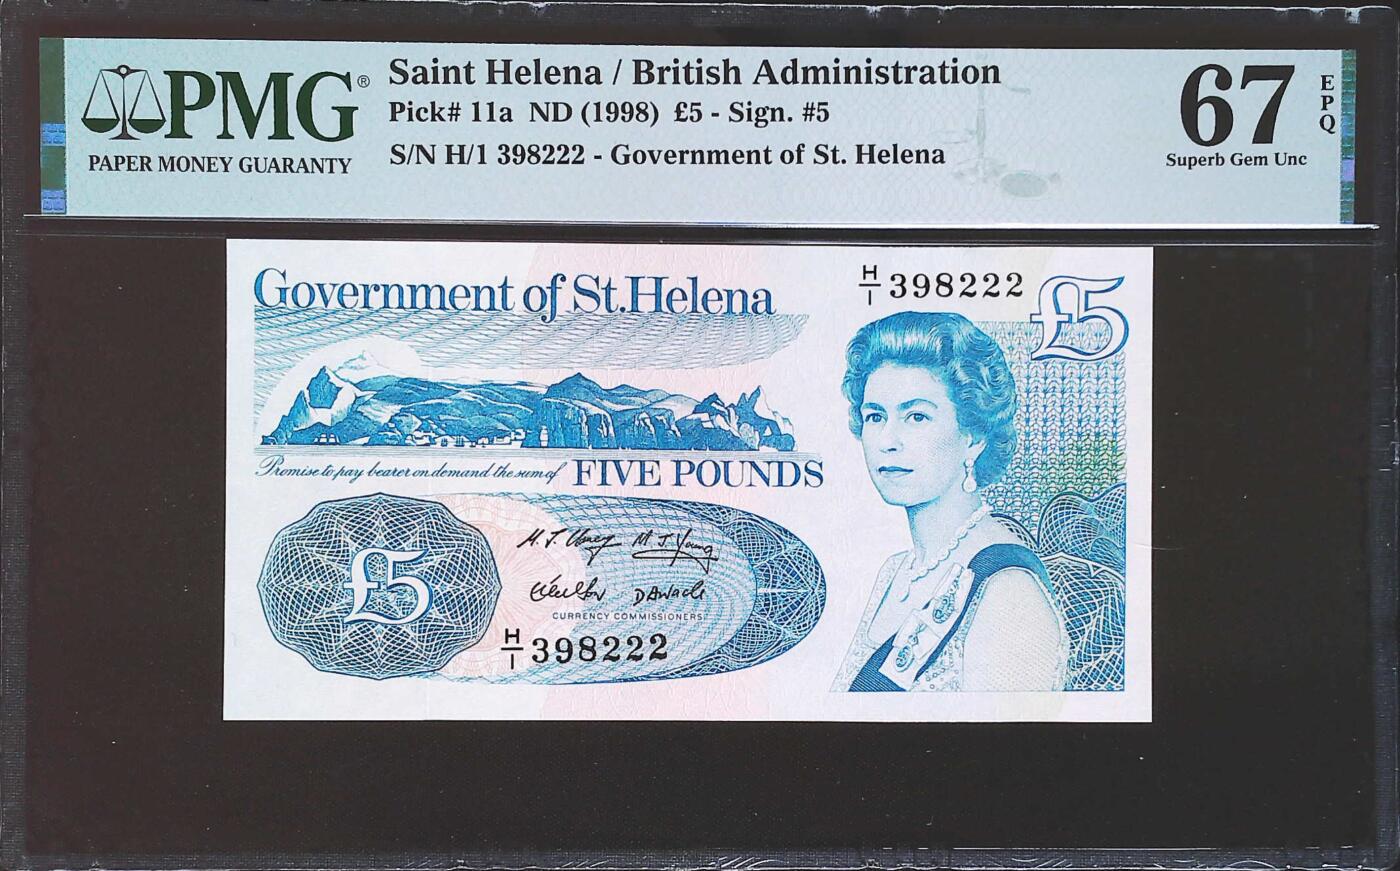 PMG®
PAPER MONEY GUARANTY
Saint Helena / British Administration
Pick# 11a ND (1998) £5 - Sign. #5
S/N H/1 398222 - Government of St. Helena
67
EPQ
Superb Gem Unc
Government of St. Helena
H/1 398222
£5
Promise to pay bearer on demand the sum of FIVE POUNDS
£5
M J Young
CURRENCY COMMISSIONERS
H/1 398222